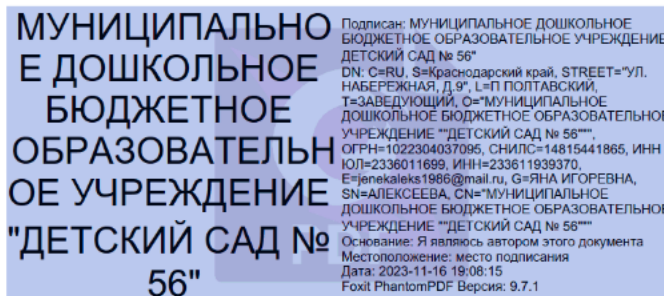 МУНИЦИПАЛЬНО
Е ДОШКОЛЬНОЕ
БЮДЖЕТНОЕ
ОБРАЗОВАТЕЛЬН
ОЕ УЧРЕЖДЕНИЕ
"ДЕТСКИЙ САД №
56"
Подписан: МУНИЦИПАЛЬНОЕ ДОШКОЛЬНОЕ
БЮДЖЕТНОЕ ОБРАЗОВАТЕЛЬНОЕ УЧРЕЖДЕНИЕ
ДЕТСКИЙ САД № 56"
DN: C=RU, S=Краснодарский край, STREET="УЛ.
НАБЕРЕЖНАЯ, Д.9", L=П ПОЛТАВСКИЙ,
T=ЗАВЕДУЮЩИЙ, O="МУНИЦИПАЛЬНОЕ
ДОШКОЛЬНОЕ БЮДЖЕТНОЕ ОБРАЗОВАТЕЛЬНО
УЧРЕЖДЕНИЕ ""ДЕТСКИЙ САД № 56""",
ОГРН=1022304037095, СНИЛС=14815441865, ИНН
ЮЛ=2336011699, ИНН=233611939370,
E=jenekaleks1986@mail.ru, G=ЯНА ИГОРЕВНА,
SN=АЛЕКСЕЕВА, CN="МУНИЦИПАЛЬНОЕ
ДОШКОЛЬНОЕ БЮДЖЕТНОЕ ОБРАЗОВАТЕЛЬНО
УЧРЕЖДЕНИЕ ""ДЕТСКИЙ САД № 56"""
Основание: Я являюсь автором этого документа
Местоположение: место подписания
Дата: 2023-11-16 19:08:15
Foxit PhantomPDF Версия: 9.7.1